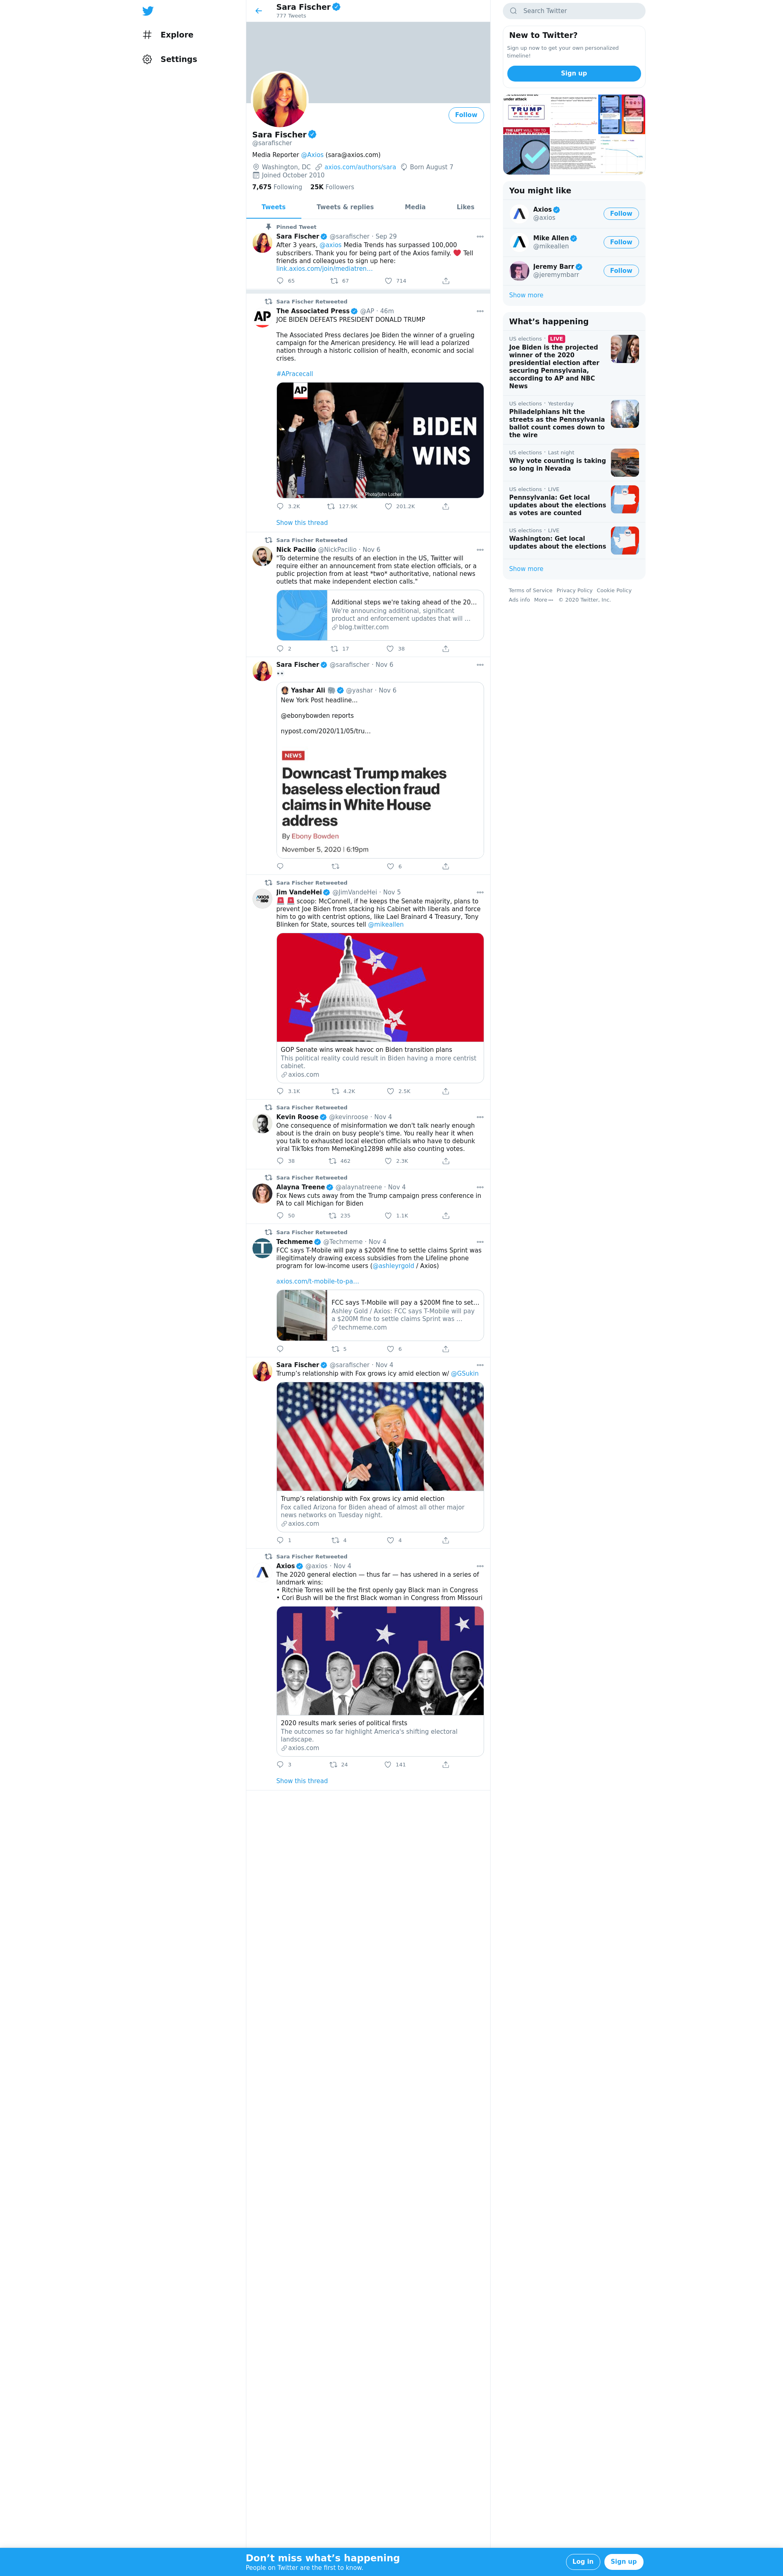 Explore
Settings
Sara Fischer
777 Tweets
Follow
Sara Fischer
@sarafischer
Media Reporter @Axios (sara@axios.com)
Washington, DC axios.com/authors/sara Born August 7
Joined October 2010
7,675 Following 25K Followers
Tweets Tweets & replies Media Likes
Pinned Tweet
Sara Fischer @sarafischer · Sep 29
After 3 years, @axios Media Trends has surpassed 100,000
subscribers. Thank you for being part of the Axios family. ❤️ Tell
friends and colleagues to sign up here:
link.axios.com/join/mediatren...
65 67 714
Sara Fischer Retweeted
The Associated Press @AP · 46m
JOE BIDEN DEFEATS PRESIDENT DONALD TRUMP
The Associated Press declares Joe Biden the winner of a grueling
campaign for the American presidency. He will lead a polarized
nation through a historic collision of health, economic and social
crises.
#APracecall
AP
BIDEN
WINS
AP Photo/John Locher
3.2K 127.9K 201.2K
Show this thread
Sara Fischer Retweeted
Nick Pacilio @NickPacilio · Nov 6
"To determine the results of an election in the US, Twitter will
require either an announcement from state election officials, or a
public projection from at least *two* authoritative, national news
outlets that make independent election calls."
Additional steps we're taking ahead of the 20...
We're announcing additional, significant
product and enforcement updates that will ...
blog.twitter.com
2 17 38
Sara Fischer @sarafischer · Nov 6
Yashar Ali @yashar · Nov 6
New York Post headline...
@ebonybowden reports
nypost.com/2020/11/05/tru...
NEWS
Downcast Trump makes
baseless election fraud
claims in White House
address
By Ebony Bowden
November 5, 2020 | 6:19pm
6
Sara Fischer Retweeted
Jim VandeHei @JimVandeHei · Nov 5
🚨 🚨 scoop: McConnell, if he keeps the Senate majority, plans to
prevent Joe Biden from stacking his Cabinet with liberals and force
him to go with centrist options, like Lael Brainard 4 Treasury, Tony
Blinken for State, sources tell @mikeallen
GOP Senate wins wreak havoc on Biden transition plans
This political reality could result in Biden having a more centrist
cabinet.
axios.com
3.1K 4.2K 2.5K
Sara Fischer Retweeted
Kevin Roose @kevinroose · Nov 4
One consequence of misinformation we don't talk nearly enough
about is the drain on busy people's time. You really hear it when
you talk to exhausted local election officials who have to debunk
viral TikToks from MemeKing12898 while also counting votes.
38 462 2.3K
Sara Fischer Retweeted
Alayna Treene @alaynatreene · Nov 4
Fox News cuts away from the Trump campaign press conference in
PA to call Michigan for Biden
50 235 1.1K
Sara Fischer Retweeted
Techmeme @Techmeme · Nov 4
FCC says T-Mobile will pay a $200M fine to settle claims Sprint was
illegitimately drawing excess subsidies from the Lifeline phone
program for low-income users (@ashleyrgold / Axios)
axios.com/t-mobile-to-pa...
FCC says T-Mobile will pay a $200M fine to set...
Ashley Gold / Axios: FCC says T-Mobile will pay
a $200M fine to settle claims Sprint was ...
techmeme.com
5 6
Sara Fischer @sarafischer · Nov 4
Trump's relationship with Fox grows icy amid election w/ @GSukin
Trump's relationship with Fox grows icy amid election
Fox called Arizona for Biden ahead of almost all other major
news networks on Tuesday night.
axios.com
1 4 4
Sara Fischer Retweeted
Axios @axios · Nov 4
The 2020 general election — thus far — has ushered in a series of
landmark wins:
• Ritchie Torres will be the first openly gay Black man in Congress
• Cori Bush will be the first Black woman in Congress from Missouri
2020 results mark series of political firsts
The outcomes so far highlight America's shifting electoral
landscape.
axios.com
3 24 141
Show this thread
Search Twitter
New to Twitter?
Sign up now to get your own personalized
timeline!
Sign up
under attack
TRUMP
PENCE
THE LEFT WILL TRY TO
You might like
Axios
@axios
Follow
Mike Allen
@mikeallen
Follow
Jeremy Barr
@jeremymbarr
Follow
Show more
What's happening
US elections · LIVE
Joe Biden is the projected
winner of the 2020
presidential election after
securing Pennsylvania,
according to AP and NBC
News
US elections · Yesterday
Philadelphians hit the
streets as the Pennsylvania
ballot count comes down to
the wire
US elections · Last night
Why vote counting is taking
so long in Nevada
US elections · LIVE
Pennsylvania: Get local
updates about the elections
as votes are counted
US elections · LIVE
Washington: Get local
updates about the elections
Show more
Terms of Service Privacy Policy Cookie Policy
Ads info More ••• © 2020 Twitter, Inc.
Don't miss what's happening
People on Twitter are the first to know.
Log in Sign up